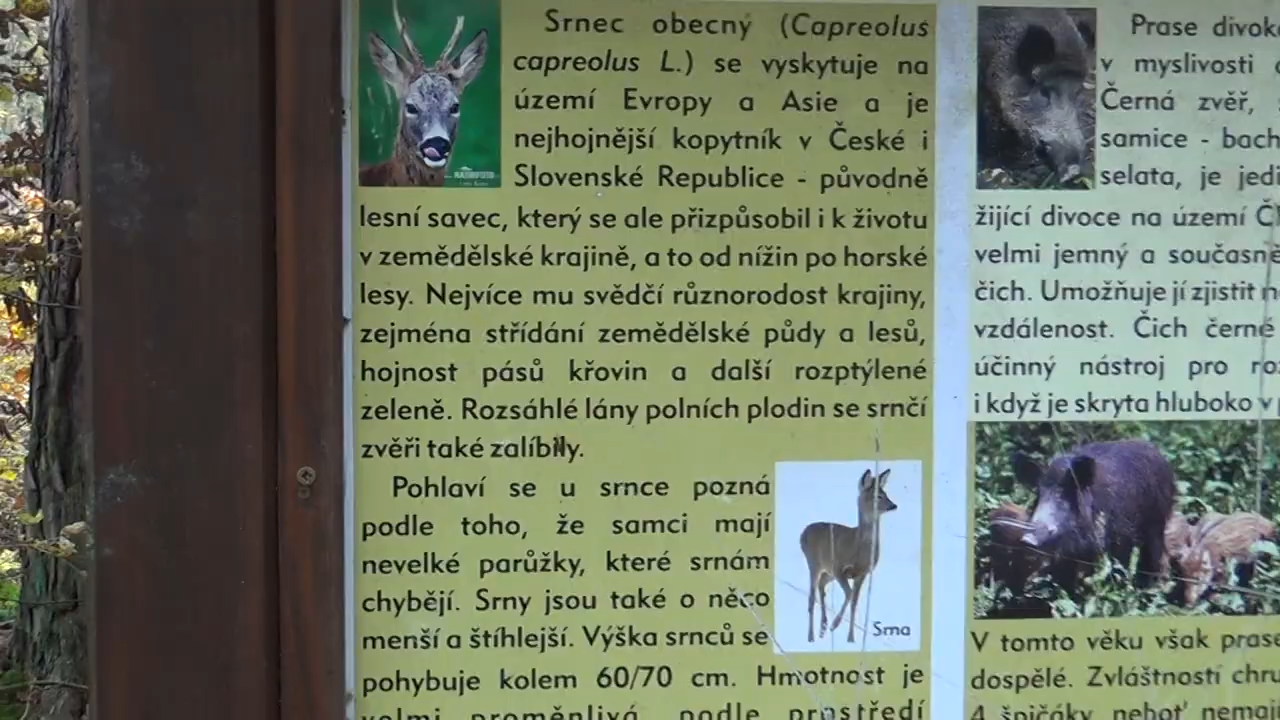 Srnec obecný (Capreolus
capreolus L.) se vyskytuje na
území Evropy a Asie a je
nejhojnější kopytník v České i
Slovenské Republice - původně
lesní savec, který se ale přizpůsobil i k životu
v zemědělské krajině, a to od nížin po horské
lesy. Nejvíce mu svědčí různorodost krajiny,
zejména střídání zemědělské půdy a lesů,
hojnost pásů křovin a další rozptýlené
zeleně. Rozsáhlé lány polních plodin se srnčí
zvěři také zalíbily.
Pohlaví se u srnce pozná
podle toho, že samci mají
nevelké parůžky, které srnám
chybějí. Srny jsou také o něco
menší a štíhlejší. Výška srnců se
pohybuje kolem 60/70 cm. Hmotnost je
velmi proměnlivá podle prostředí
Srna
Prase divok
v myslivosti
Černá zvěř,
samice - bach
selata, je jedi
žijící divoce na území Č
velmi jemný a současně
čich. Umožňuje jí zjistit
vzdálenost. Čich černé
účinný nástroj pro ro
i když je skryta hluboko v
V tomto věku však prase
dospělé. Zvláštností chru
4 špičáky neboť nemají